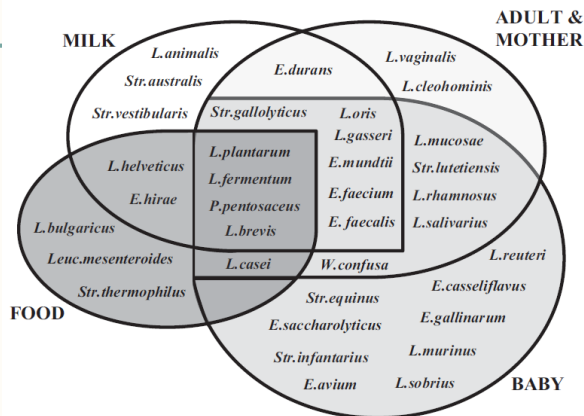 ADULT &
MOTHER
MILK
L.animalis
Str.australis
Str.vestibularis
E.durans
L.vaginalis
L.cleohominis
Str.gallolyticus
L.oris
L.gasseri
E.mundtii
E.faecium
E. faecalis
L.mucosae
Str.lutetiensis
L.rhamnosus
L.salivarius
L.helveticus
E.hirae
L.plantarum
L.fermentum
P.pentosaceus
L.brevis
L.bulgaricus
Leuc.mesenteroides
Str.thermophilus
L.casei
W.confusa
FOOD
L.reuteri
E.casseliflavus
Str.equinus
E.saccharolyticus
E.gallinarum
Str.infantarius
L.murinus
E.avium
L.sobrius
BABY